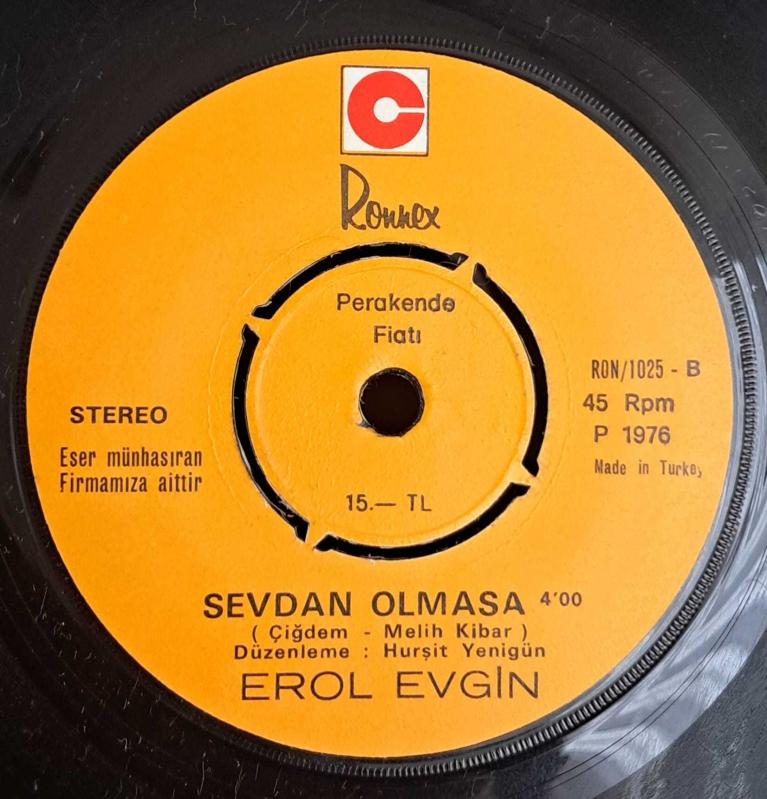 Ronnex
Perakende
Fiatı
STEREO
Eser münhasıran
Firmamıza aittir
RON/1025 - B
45 Rpm
P 1976
Made in Turkey
15.— TL
SEVDAN OLMASA 4'00
( Çiğdem - Melih Kibar )
Düzenleme : Hurşit Yenigün
EROL EVGİN